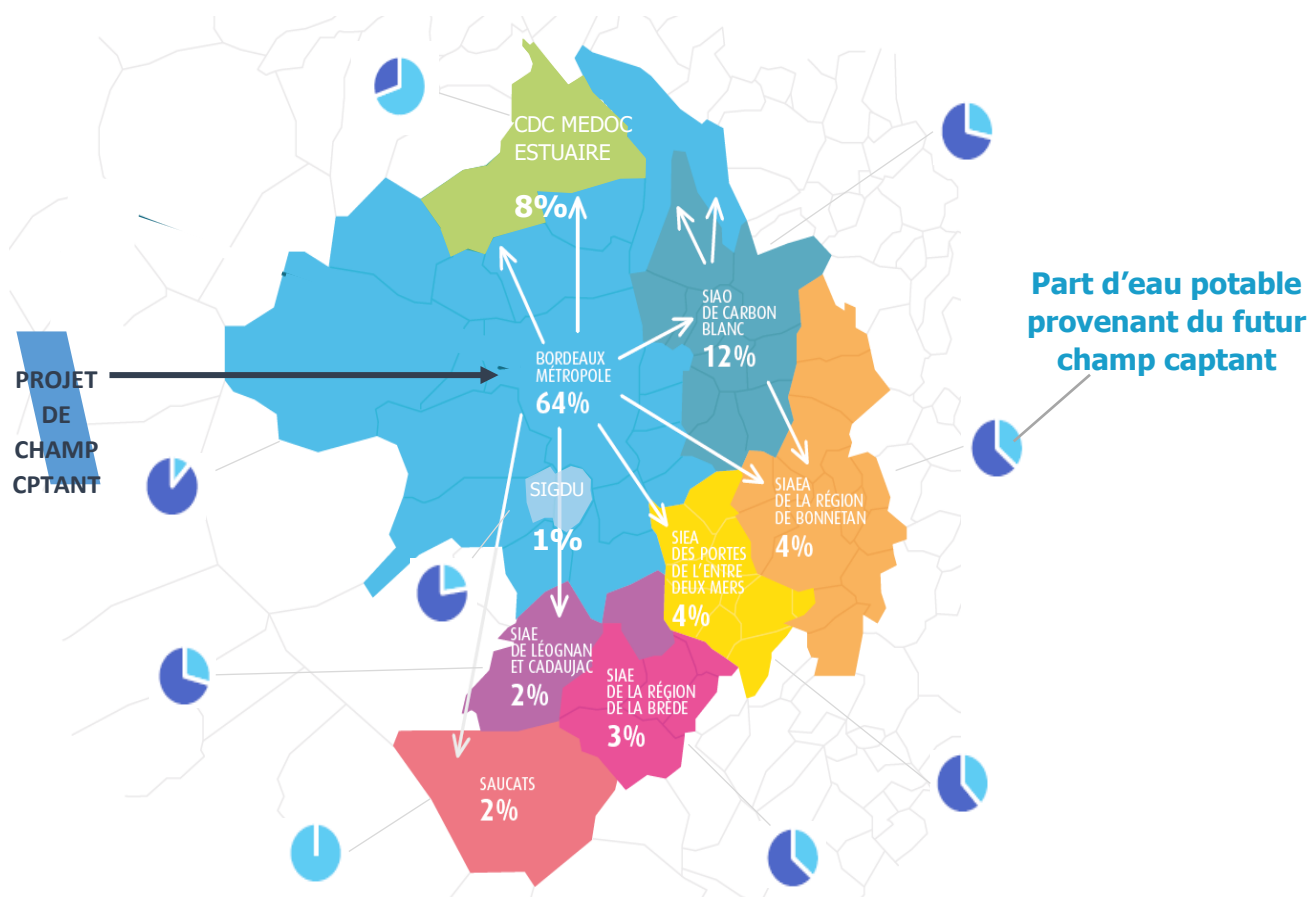 CDC MEDOC
ESTUAIRE
8%
SIAO
DE CARBON
BLANC
12%
Part d’eau potable
provenant du futur
champ captant
PROJET
DE
CHAMP
CPTANT
BORDEAUX
MÉTROPOLE
64%
SIGDU
1%
SIAEA
DE LA RÉGION
DE BONNETAN
4%
SIEA
DES PORTES
DE L’ENTRE
DEUX MERS
4%
SIAE
DE LÉOGNAN
ET CADAUJAC
2%
SIAE
DE LA RÉGION
DE LA BRÈDE
3%
SAUCATS
2%